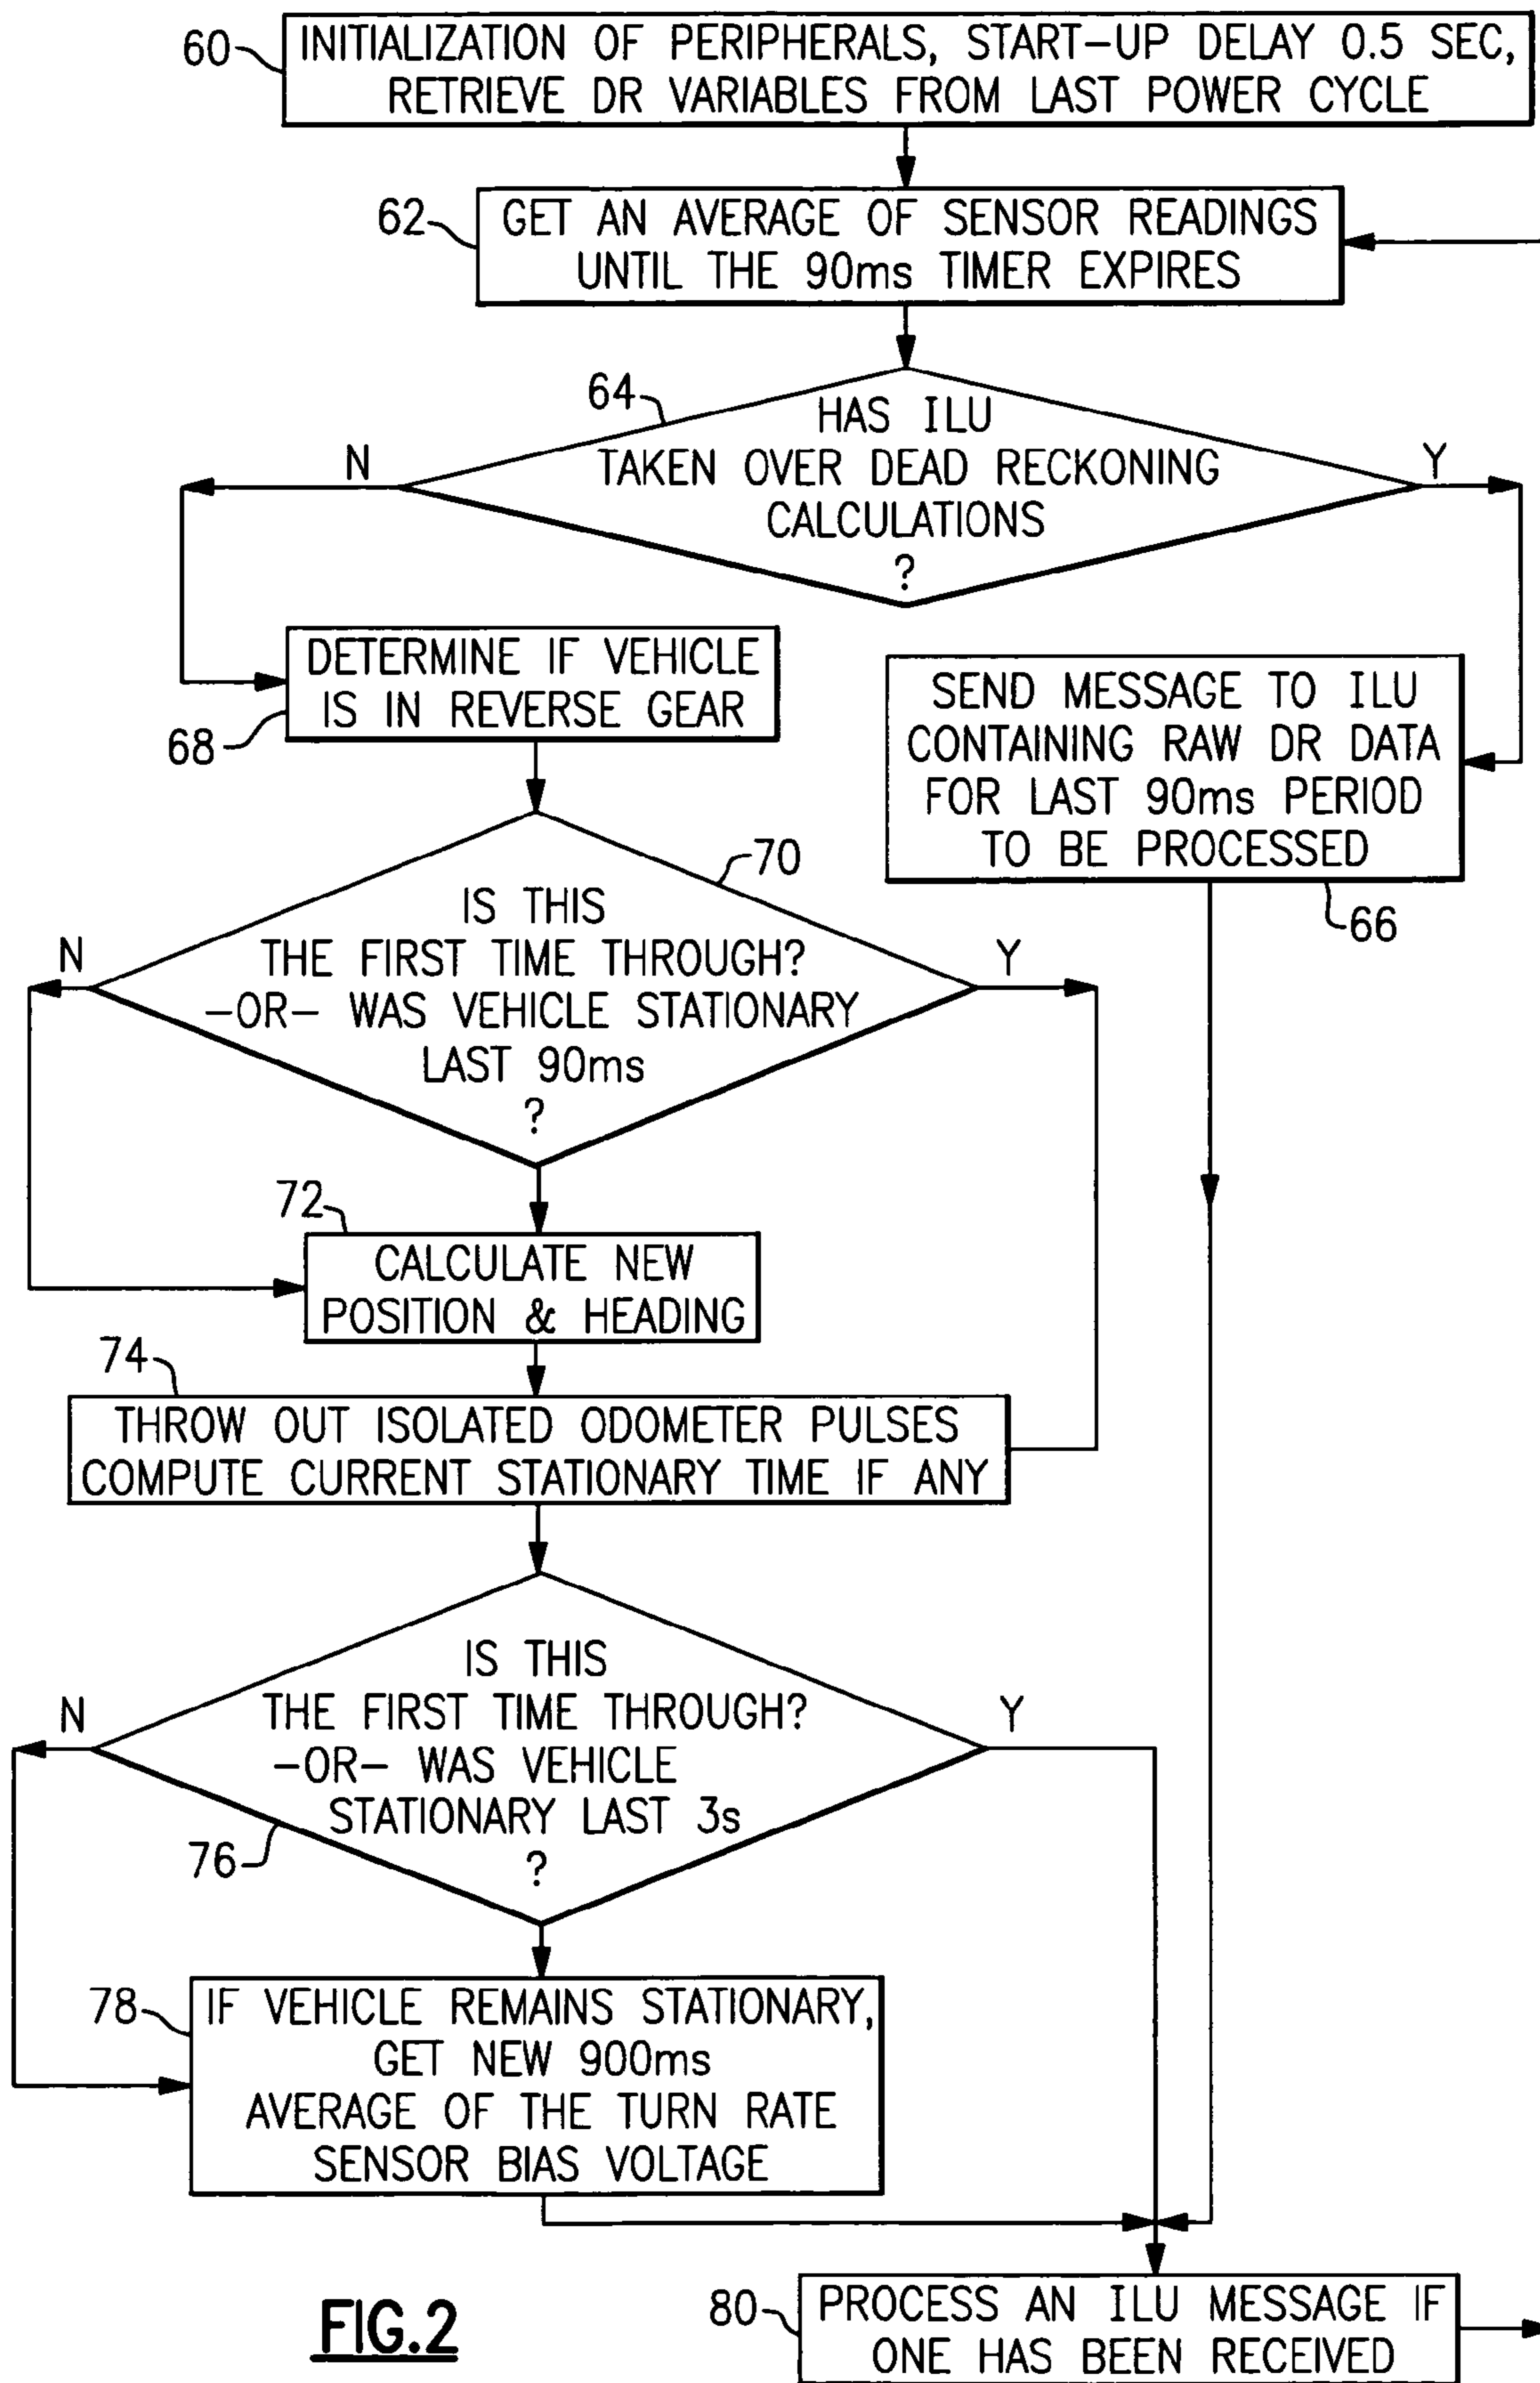 60
INITIALIZATION OF PERIPHERALS, START-UP DELAY 0.5 SEC,
RETRIEVE DR VARIABLES FROM LAST POWER CYCLE
62
GET AN AVERAGE OF SENSOR READINGS
UNTIL THE 90ms TIMER EXPIRES
64
HAS ILU
TAKEN OVER DEAD RECKONING
CALCULATIONS
?
N
Y
DETERMINE IF VEHICLE
IS IN REVERSE GEAR
68
SEND MESSAGE TO ILU
CONTAINING RAW DR DATA
FOR LAST 90ms PERIOD
TO BE PROCESSED
66
70
IS THIS
THE FIRST TIME THROUGH?
-OR- WAS VEHICLE STATIONARY
LAST 90ms
?
N
Y
72
CALCULATE NEW
POSITION & HEADING
74
THROW OUT ISOLATED ODOMETER PULSES
COMPUTE CURRENT STATIONARY TIME IF ANY
IS THIS
THE FIRST TIME THROUGH?
-OR- WAS VEHICLE
STATIONARY LAST 3s
?
N
Y
76
78
IF VEHICLE REMAINS STATIONARY,
GET NEW 900ms
AVERAGE OF THE TURN RATE
SENSOR BIAS VOLTAGE
80
PROCESS AN ILU MESSAGE IF
ONE HAS BEEN RECEIVED
FIG.2